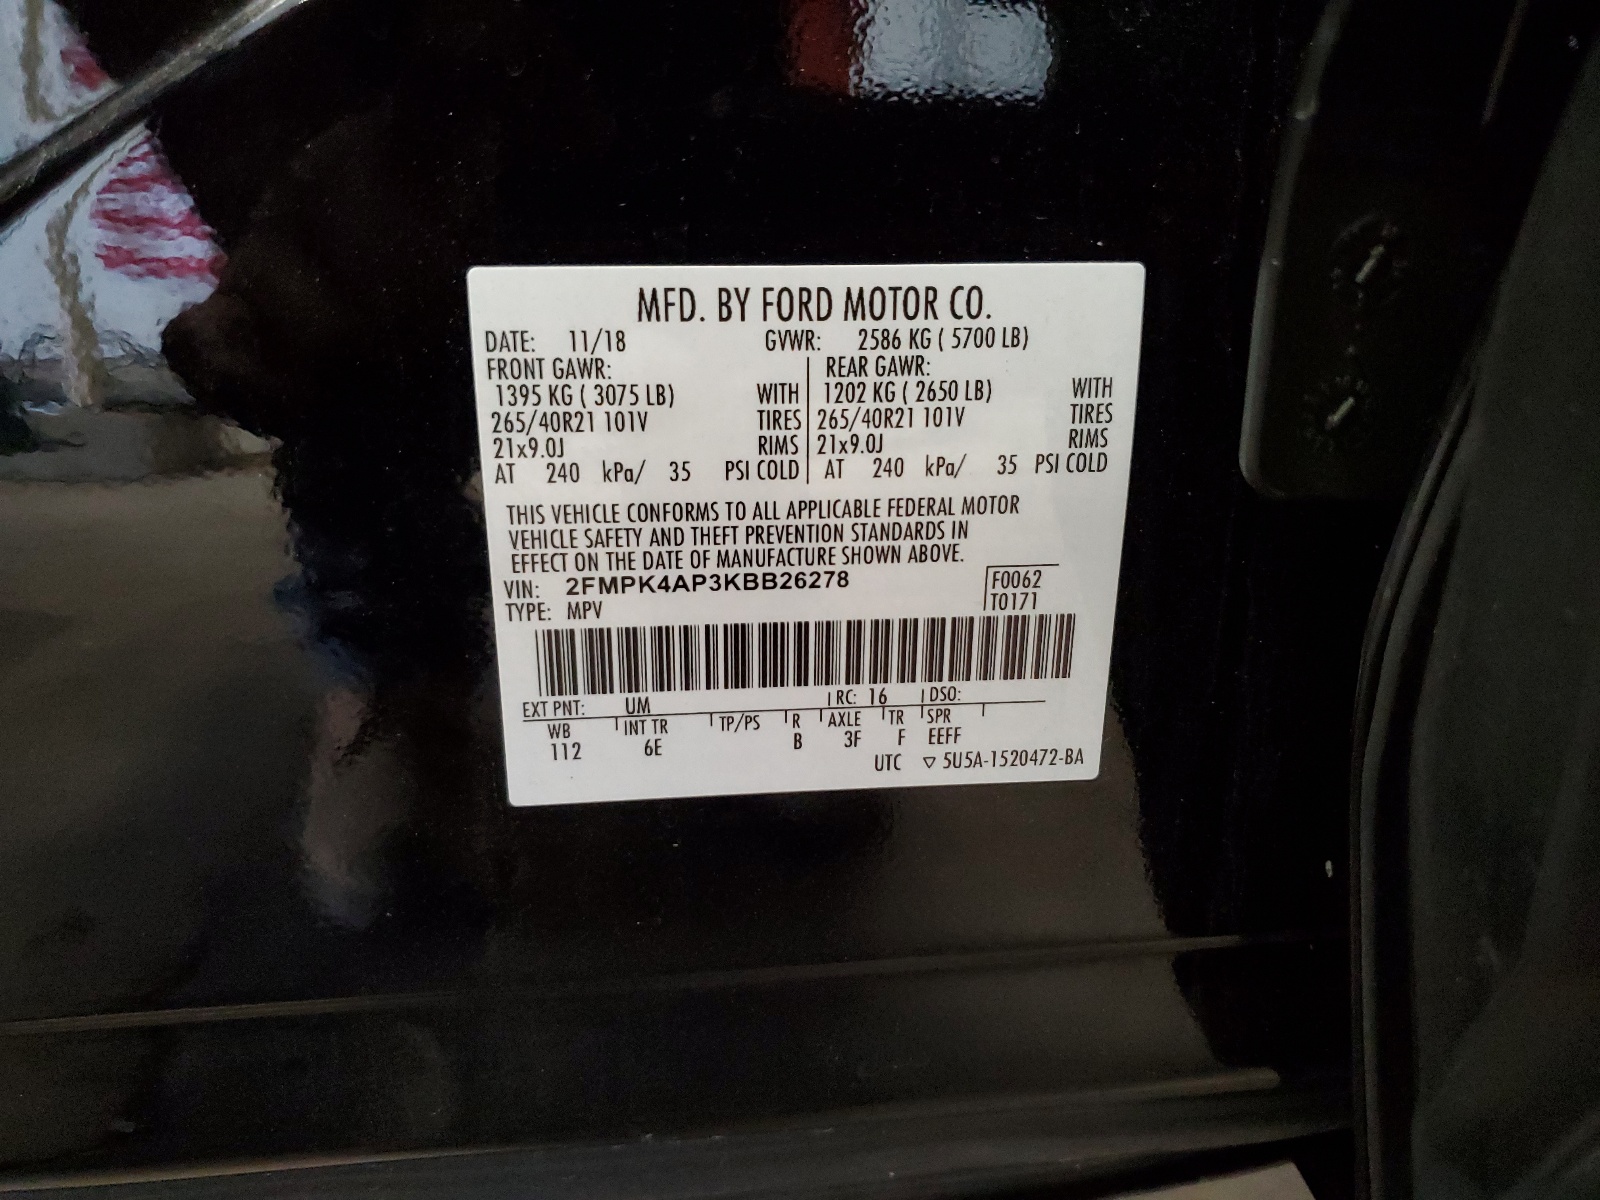 MFD. BY FORD MOTOR CO.
DATE: 11/18 GVWR: 2586 KG ( 5700 LB)
FRONT GAWR: REAR GAWR:
1395 KG ( 3075 LB) WITH 1202 KG ( 2650 LB) WITH
265/40R21 101V TIRES 265/40R21 101V TIRES
21x9.0J RIMS 21x9.0J RIMS
AT 240 kPa/ 35 PSI COLD AT 240 kPa/ 35 PSI COLD
THIS VEHICLE CONFORMS TO ALL APPLICABLE FEDERAL MOTOR
VEHICLE SAFETY AND THEFT PREVENTION STANDARDS IN
EFFECT ON THE DATE OF MANUFACTURE SHOWN ABOVE.
VIN: 2FMPK4AP3KBB26278 F0062
TYPE: MPV T0171
EXT PNT: UM RC: 16 DSO:
WB INT TR TP/PS R AXLE TR SPR
112 6E B 3F F EEFF
UTC ▽ 5U5A-1520472-BA